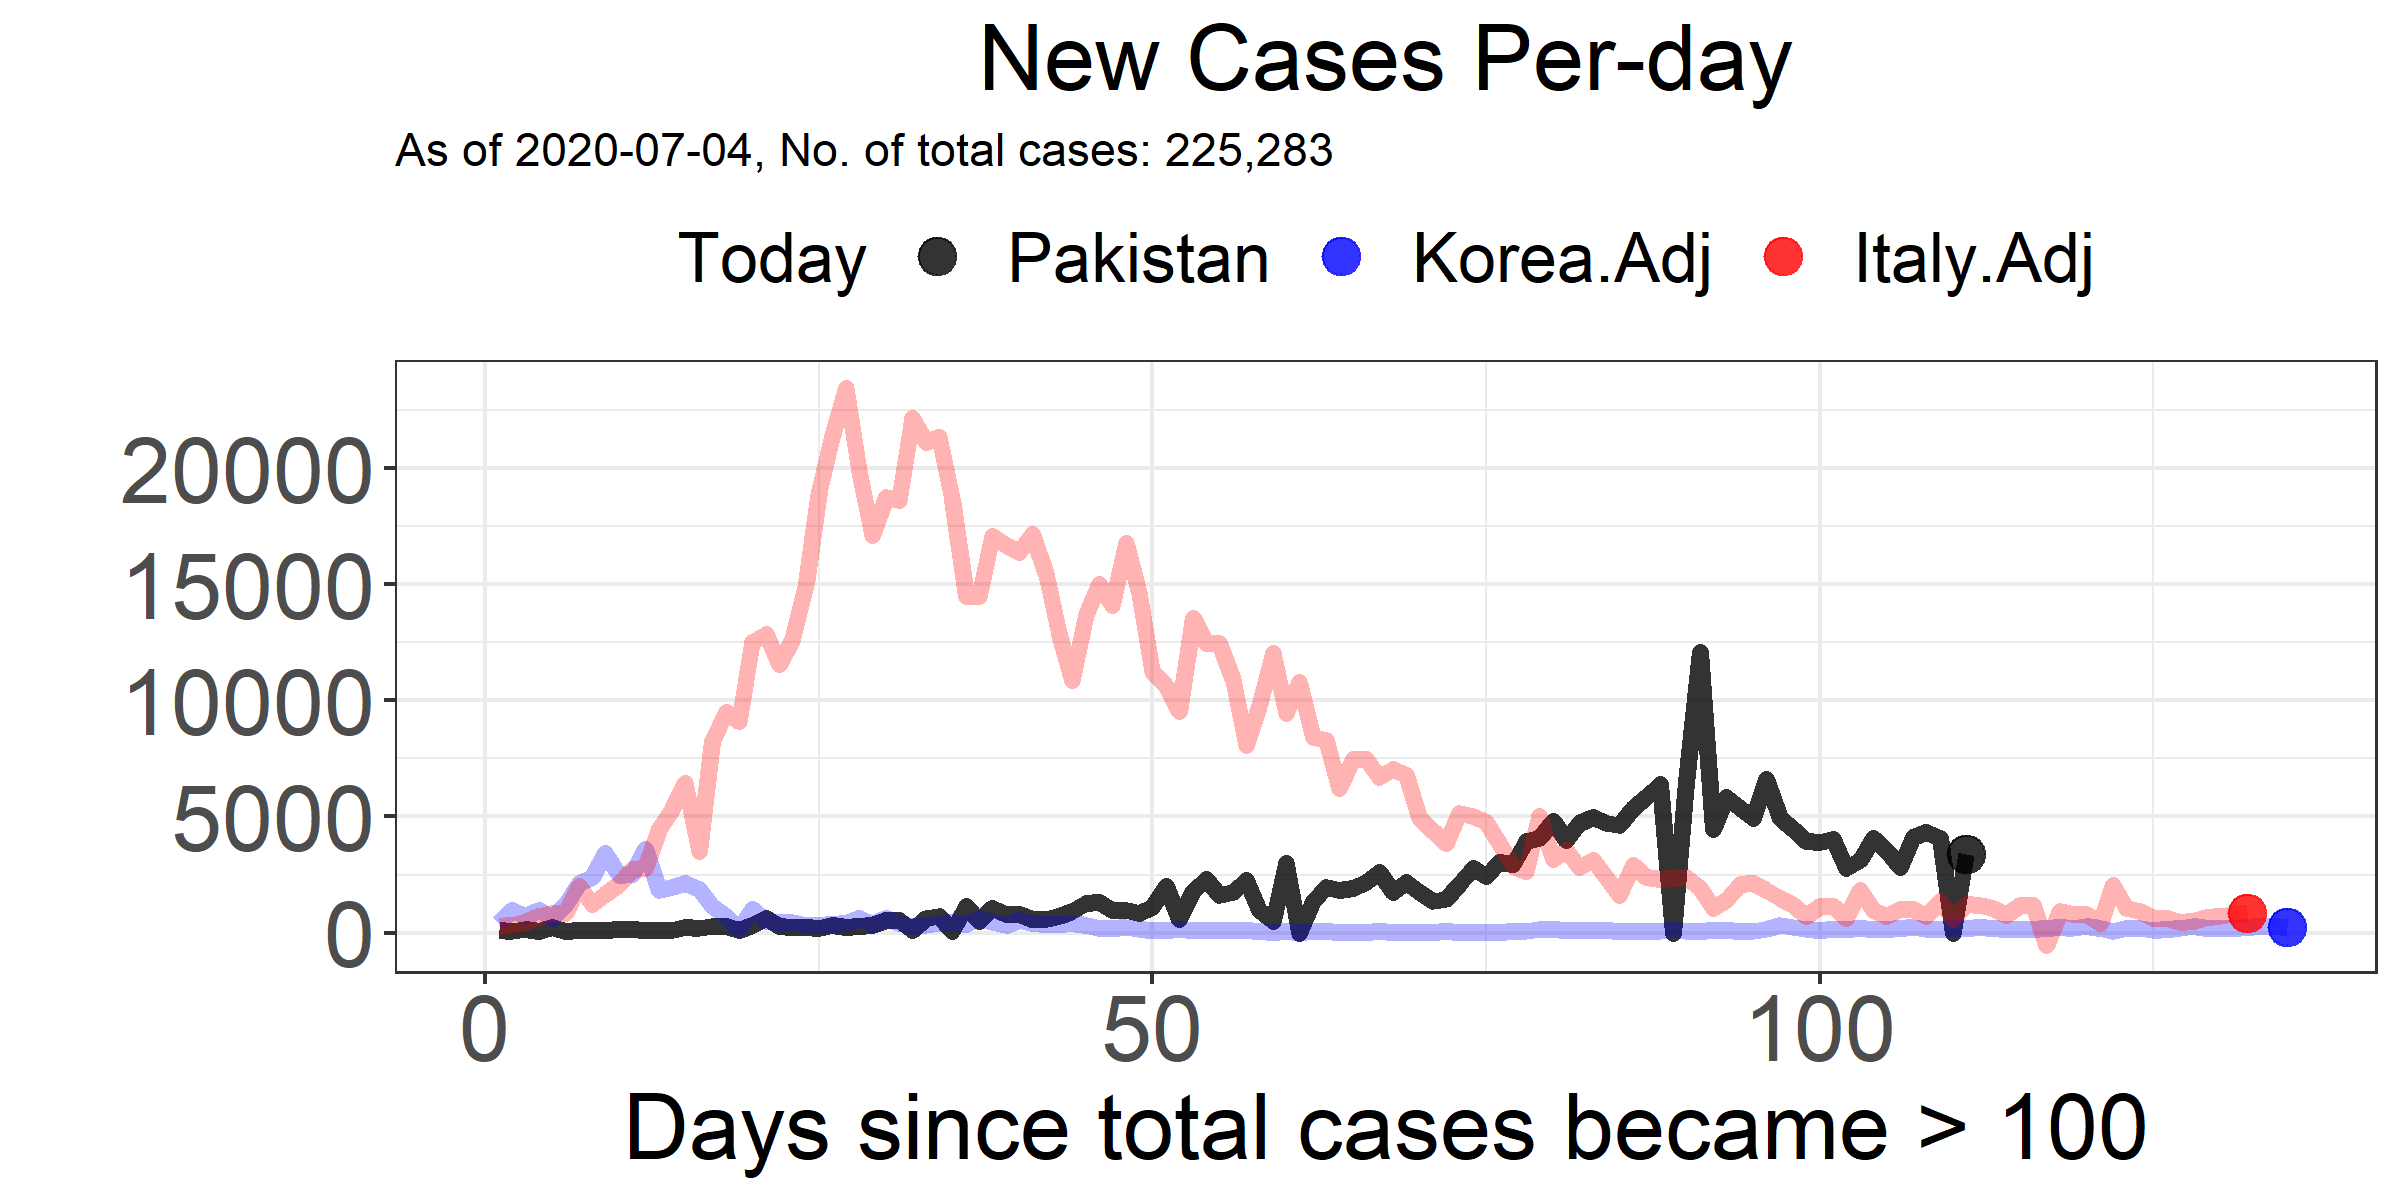 New Cases Per-day
As of 2020-07-04, No. of total cases: 225,283
Today Pakistan Korea.Adj Italy.Adj
20000
15000
10000
5000
0
0 50 100
Days since total cases became > 100